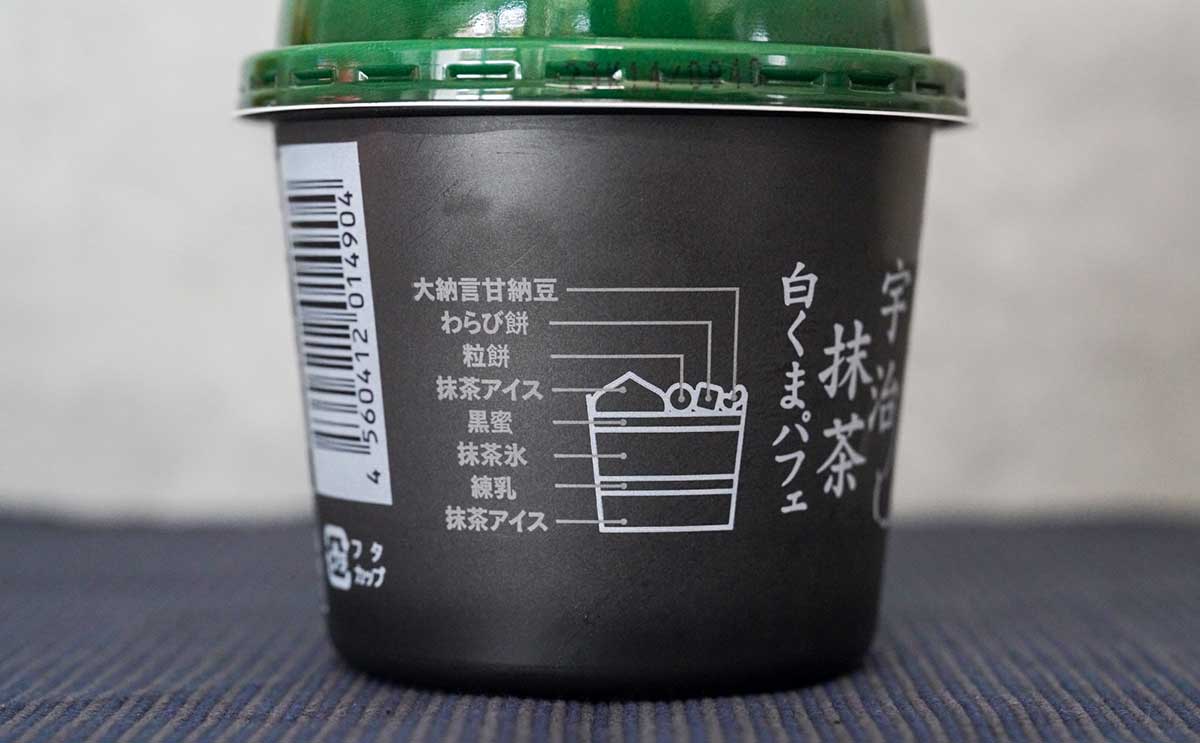 4 560412 014904
フタ
カップ
プラ
大納言甘納豆
わらび餅
粒餅
抹茶アイス
黒蜜
抹茶氷
練乳
抹茶アイス
宇治
抹茶
白くまパフェ